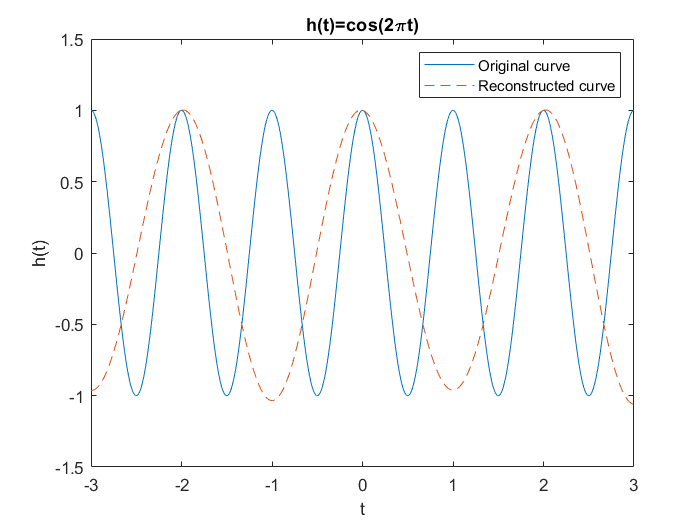 h(t)=cos(2πt)
Original curve
Reconstructed curve
h(t)
1.5
1
0.5
0
-0.5
-1
-1.5
-3 -2 -1 0 1 2 3
t